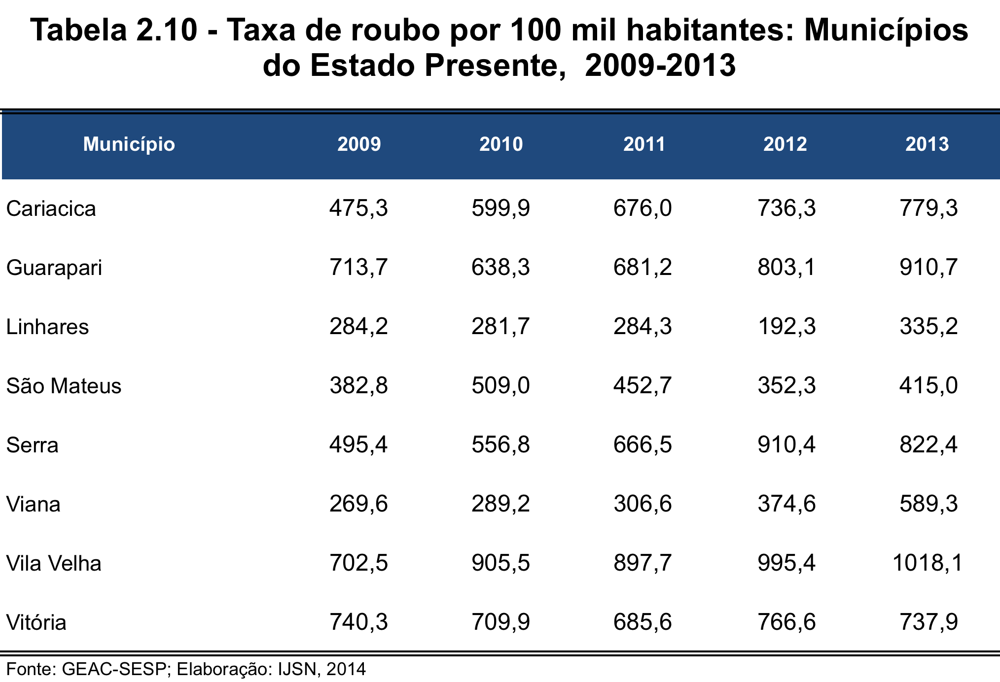 Tabela 2.10 - Taxa de roubo por 100 mil habitantes: Municípios
do Estado Presente, 2009-2013
Município 2009 2010 2011 2012 2013
Cariacica 475,3 599,9 676,0 736,3 779,3
Guarapari 713,7 638,3 681,2 803,1 910,7
Linhares 284,2 281,7 284,3 192,3 335,2
São Mateus 382,8 509,0 452,7 352,3 415,0
Serra 495,4 556,8 666,5 910,4 822,4
Viana 269,6 289,2 306,6 374,6 589,3
Vila Velha 702,5 905,5 897,7 995,4 1018,1
Vitória 740,3 709,9 685,6 766,6 737,9
Fonte: GEAC-SESP; Elaboração: IJSN, 2014